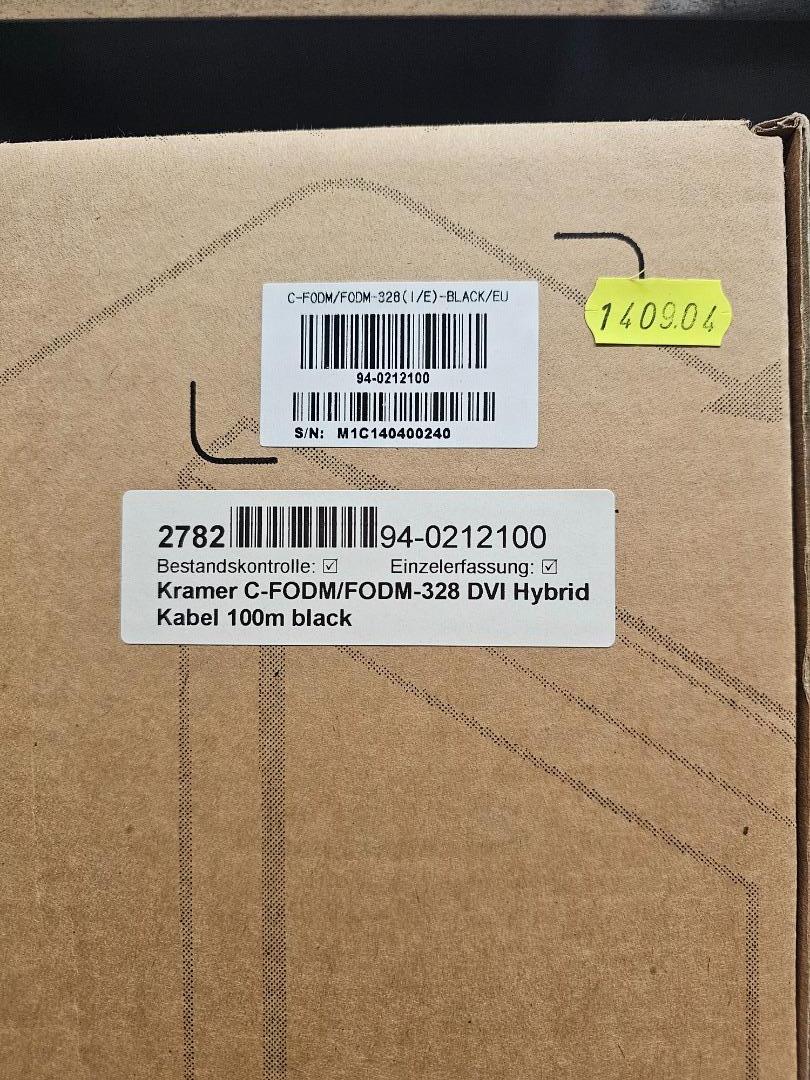 C-FODM/FODM-328(I/E)-BLACK/EU
94-0212100
S/N: M1C140400240
1409.04
2782 94-0212100
Bestandskontrolle: ☑ Einzelerfassung: ☑
Kramer C-FODM/FODM-328 DVI Hybrid
Kabel 100m black